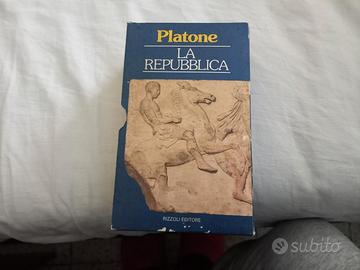 Platone
LA
REPUBBLICA
RIZZOLI EDITORE
subito